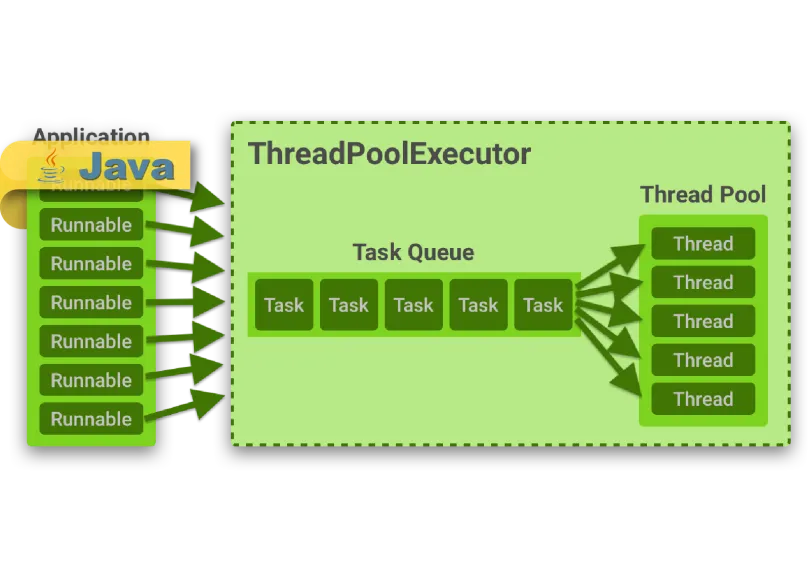 Application
Java
Runnable
Runnable
Runnable
Runnable
Runnable
Runnable
Runnable
ThreadPoolExecutor
Task Queue
Task
Task
Task
Task
Task
Thread Pool
Thread
Thread
Thread
Thread
Thread